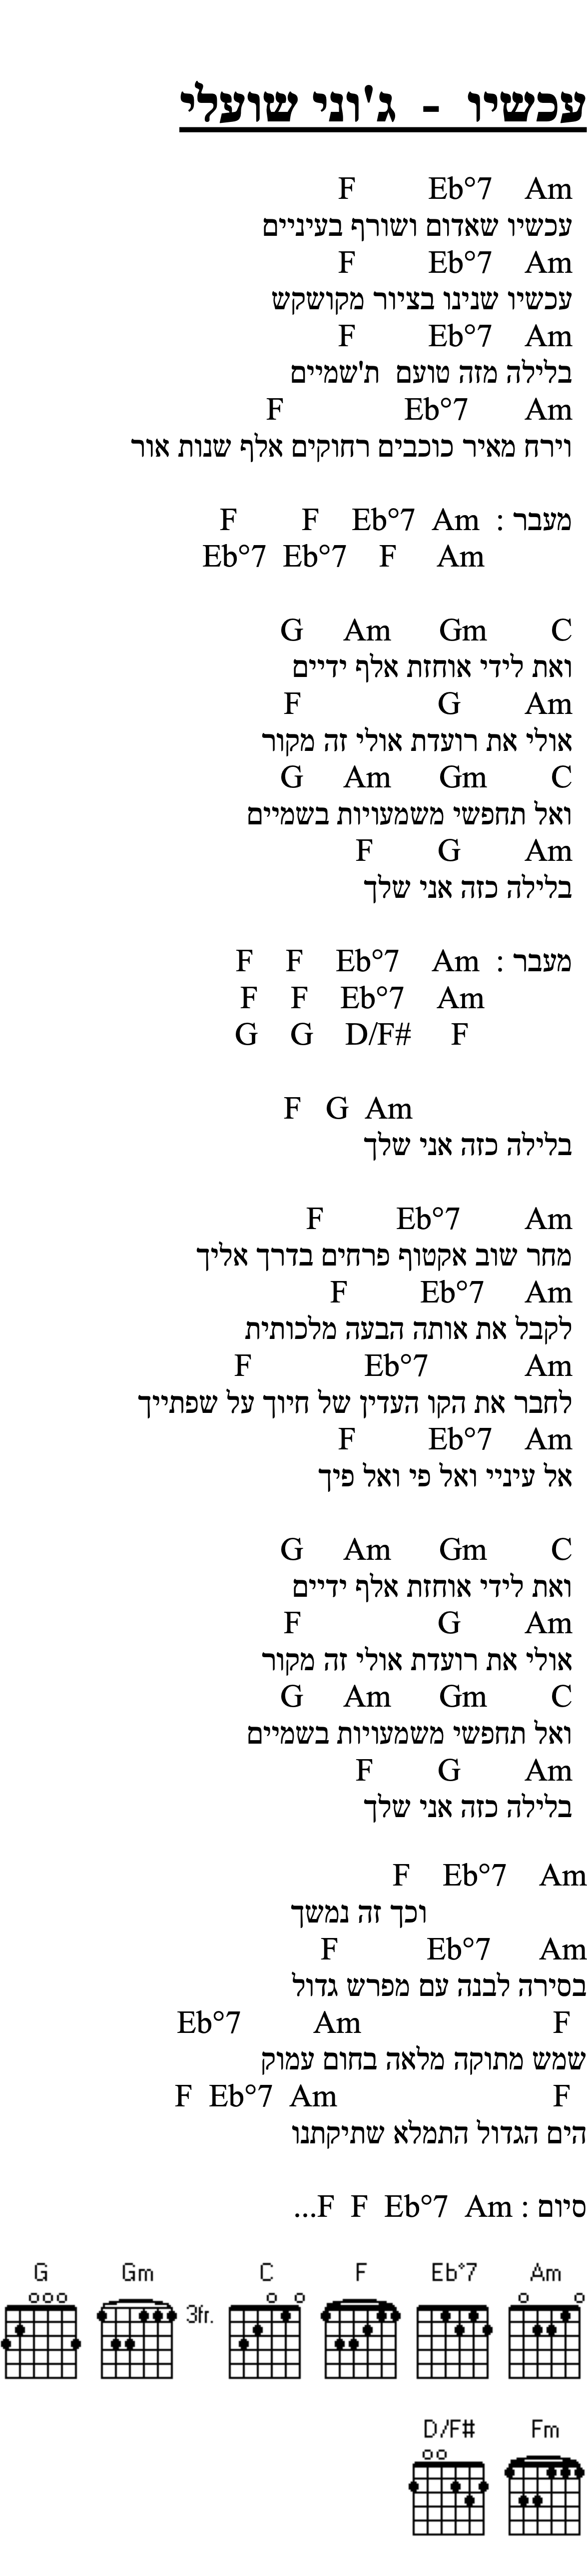 עכשיו - ג'וני שועלי
F Eb°7 Am
עכשיו שאדום ושורף בעיניים
F Eb°7 Am
עכשיו שנינו בציור מקושקש
F Eb°7 Am
בלילה מזה טועם ת'שמיים
F Eb°7 Am
וירח מאיר כוכבים רחוקים אלף שנות אור
מעבר : F F Eb°7 Am
Eb°7 Eb°7 F Am
G Am Gm C
ואת לידי אוחזת אלף ידיים
F G Am
אולי את רועדת אולי זה מקור
G Am Gm C
ואל תחפשי משמעויות בשמיים
F G Am
בלילה כזה אני שלך
מעבר : F F Eb°7 Am
F F Eb°7 Am
G G D/F# F
F G Am
בלילה כזה אני שלך
F Eb°7 Am
מחר שוב אקטוף פרחים בדרך אליך
F Eb°7 Am
לקבל את אותה הבעה מלכותית
F Eb°7 Am
לחבר את הקו העדין של חיוך על שפתייך
F Eb°7 Am
אל עיניי ואל פי ואל פיך
G Am Gm C
ואת לידי אוחזת אלף ידיים
F G Am
אולי את רועדת אולי זה מקור
G Am Gm C
ואל תחפשי משמעויות בשמיים
F G Am
בלילה כזה אני שלך
F Eb°7 Am
וכך זה נמשך
F Eb°7 Am
בסירה לבנה עם מפרש גדול
Eb°7 Am F
שמש מתוקה מלאה בחום עמוק
F Eb°7 Am F
הים הגדול התמלא שתיקתנו
סיום : F F Eb°7 Am...
G Gm C F Eb°7 Am
3fr.
D/F# Fm